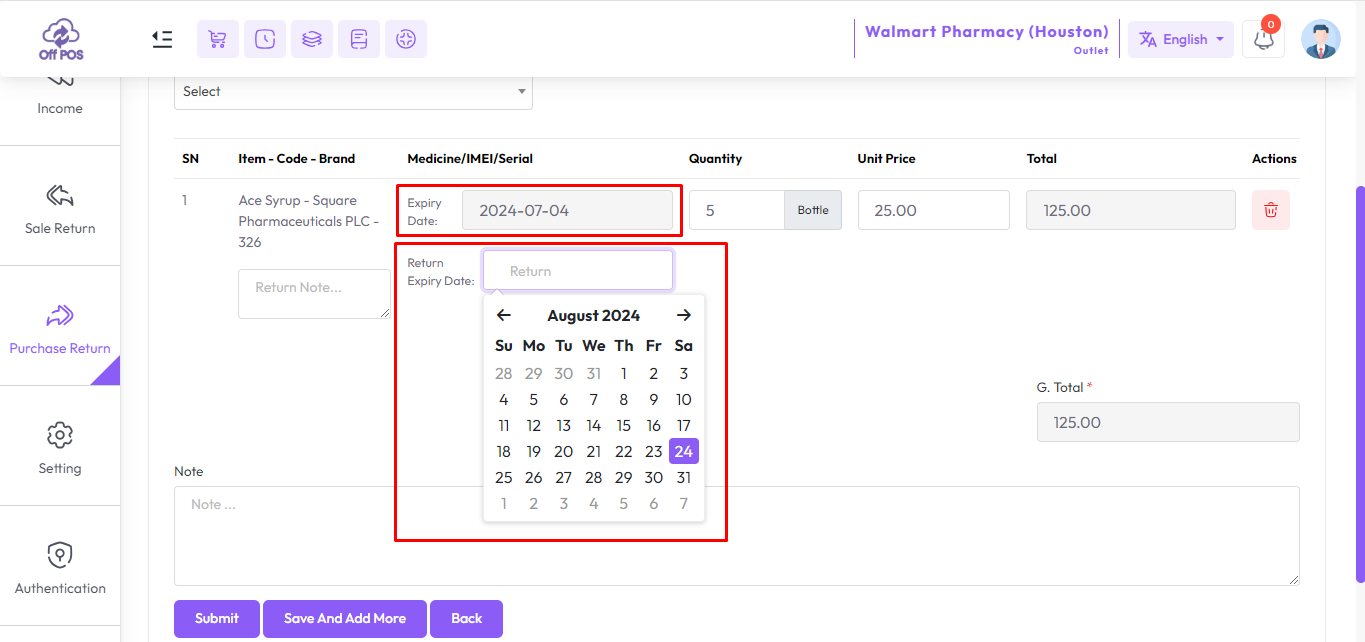 Off POS
Walmart Pharmacy (Houston)
Outlet
English
0
Income
Sale Return
Purchase Return
Setting
Authentication
Select
SN Item - Code - Brand Medicine/IMEI/Serial Quantity Unit Price Total Actions
1
Ace Syrup - Square
Pharmaceuticals PLC -
326
Expiry
Date:
2024-07-04
5 Bottle
25.00
125.00
Return Note...
Return
Expiry Date:
Return
August 2024
Su Mo Tu We Th Fr Sa
28 29 30 31 1 2 3
4 5 6 7 8 9 10
11 12 13 14 15 16 17
18 19 20 21 22 23 24
25 26 27 28 29 30 31
1 2 3 4 5 6 7
G. Total *
125.00
Note
Note ...
Submit Save And Add More Back